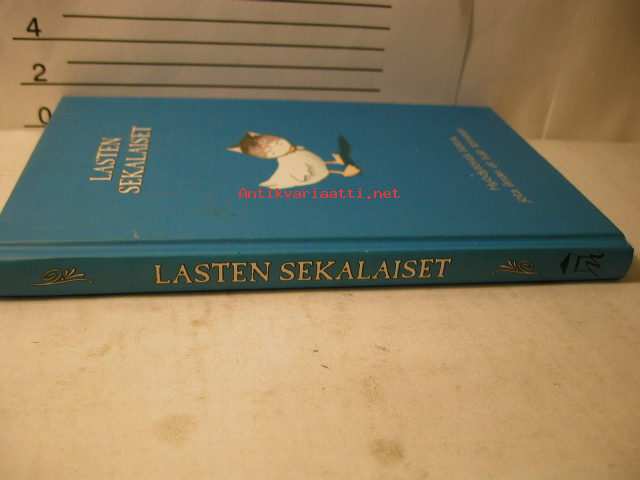 4
2
0
LASTEN
SEKALAISET
Antikvariaatti.net
LASTEN SEKALAISET